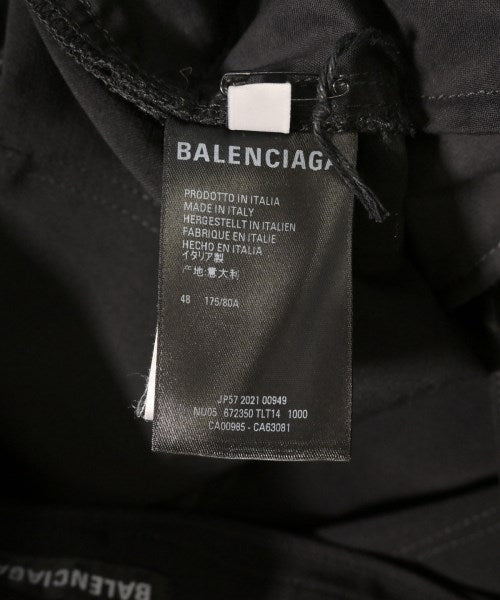 BALENCIAGA
PRODOTTO IN ITALIA
MADE IN ITALY
HERGESTELLT IN ITALIEN
FABRIQUE EN ITALIE
HECHO EN ITALIA
イタリア製
产地:意大利
48 175/80A
JP57 2021 00949
NU05 672350 TLT14 1000
CA00985 - CA63081
BALENCIAGA